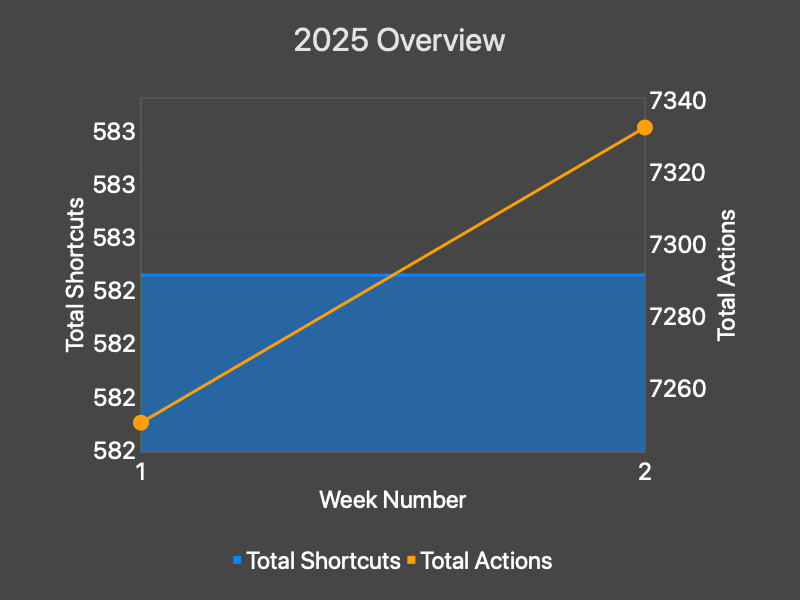 2025 Overview
583
583
583
582
582
582
582
Total Shortcuts
7340
7320
7300
7280
7260
Total Actions
1 2
Week Number
Total Shortcuts Total Actions